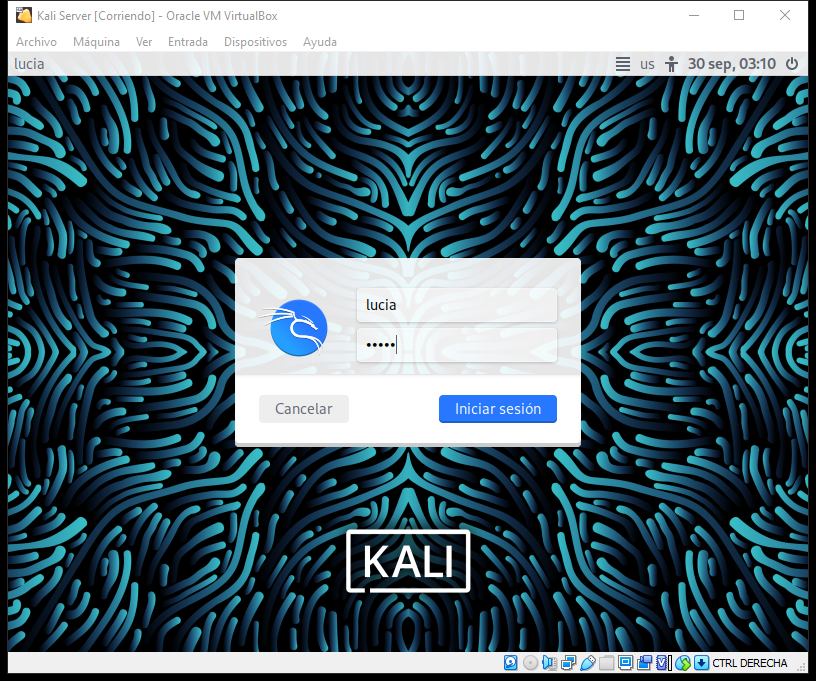 Kali Server [Corriendo] - Oracle VM VirtualBox
Archivo Máquina Ver Entrada Dispositivos Ayuda
lucia us 30 sep, 03:10
lucia
•••••
Cancelar Iniciar sesión
KALI
CTRL DERECHA